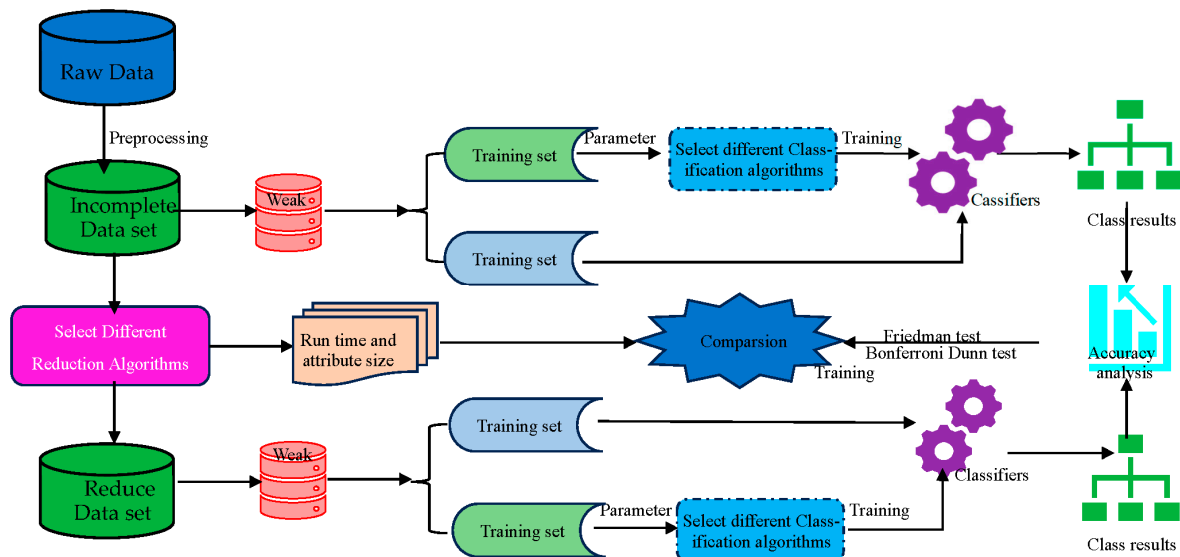 Raw Data
Preprocessing
Incomplete
Data set
Weak
Training set
Parameter
Select different Class-
ification algorithms
Training
Cassifiers
Class results
Training set
Select Different
Reduction Algorithms
Run time and
attribute size
Comparsion
Friedman test
Bonferroni Dunn test
Training
Accuracy
analysis
Reduce
Data set
Weak
Training set
Classifiers
Training set
Parameter
Select different Class-
ification algorithms
Training
Class results